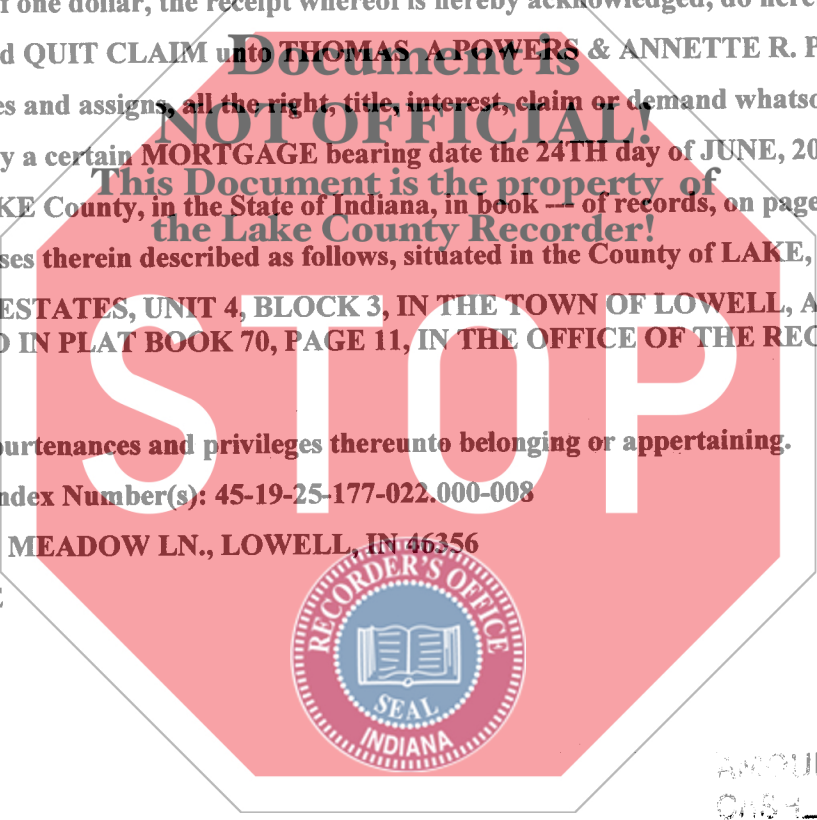 f one dollar, the receipt whereof is hereby acknowledged, do here
d QUIT CLAIM unto THOMAS A POWERS & ANNETTE R. P
Document is
es and assigns, all the right, title, interest, claim or demand whatso
NOT OFFICIAL!
y a certain MORTGAGE bearing date the 24TH day of JUNE, 20
This Document is the property of
KE County, in the State of Indiana, in book --- of records, on page
the Lake County Recorder!
ses therein described as follows, situated in the County of LAKE,
ESTATES, UNIT 4, BLOCK 3, IN THE TOWN OF LOWELL, A
D IN PLAT BOOK 70, PAGE 11, IN THE OFFICE OF THE REC
STOP
purtenances and privileges thereunto belonging or appertaining.
ndex Number(s): 45-19-25-177-022.000-008
MEADOW LN., LOWELL, IN 46356
RECORDER'S OFFICE
SEAL
INDIANA
AMOU
CASH